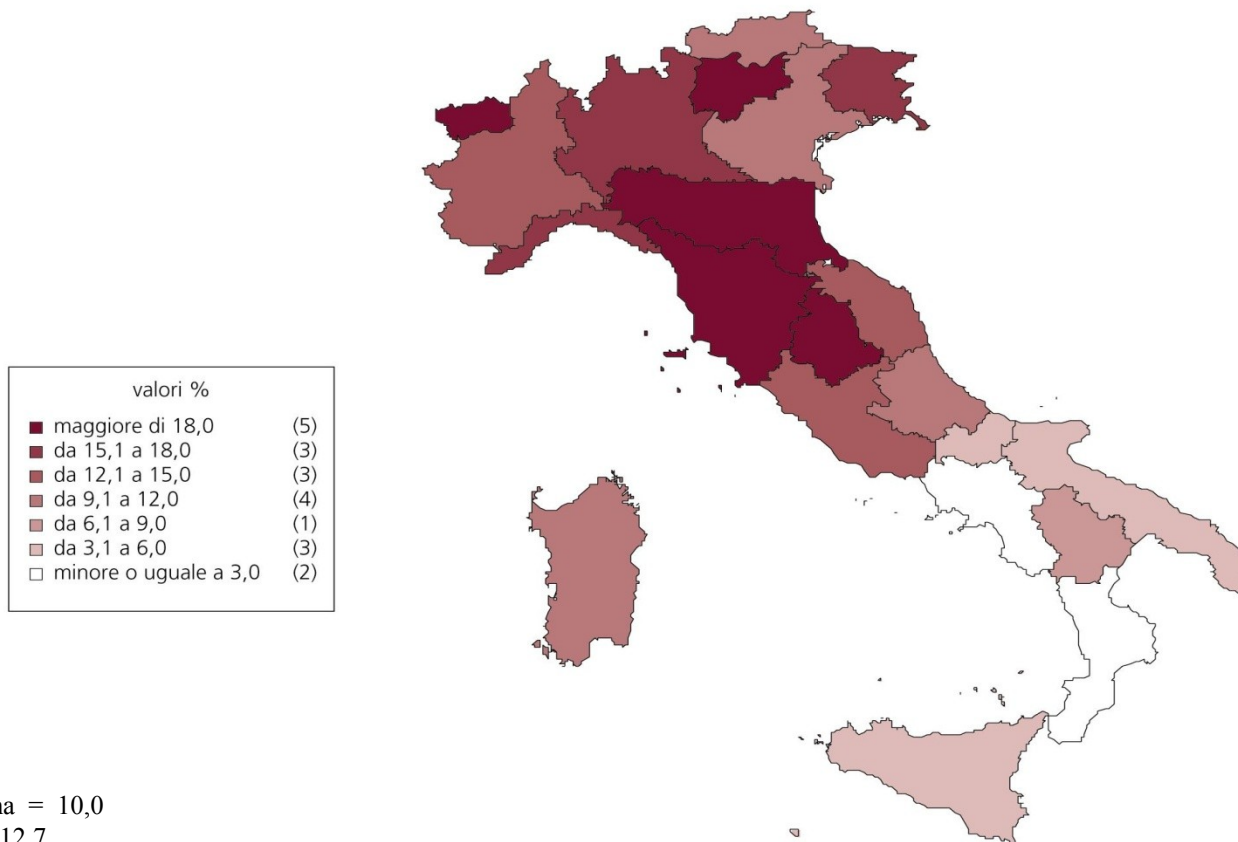 valori %
maggiore di 18,0 (5)
da 15,1 a 18,0 (3)
da 12,1 a 15,0 (3)
da 9,1 a 12,0 (4)
da 6,1 a 9,0 (1)
da 3,1 a 6,0 (3)
minore o uguale a 3,0 (2)
= 10,0
12,7